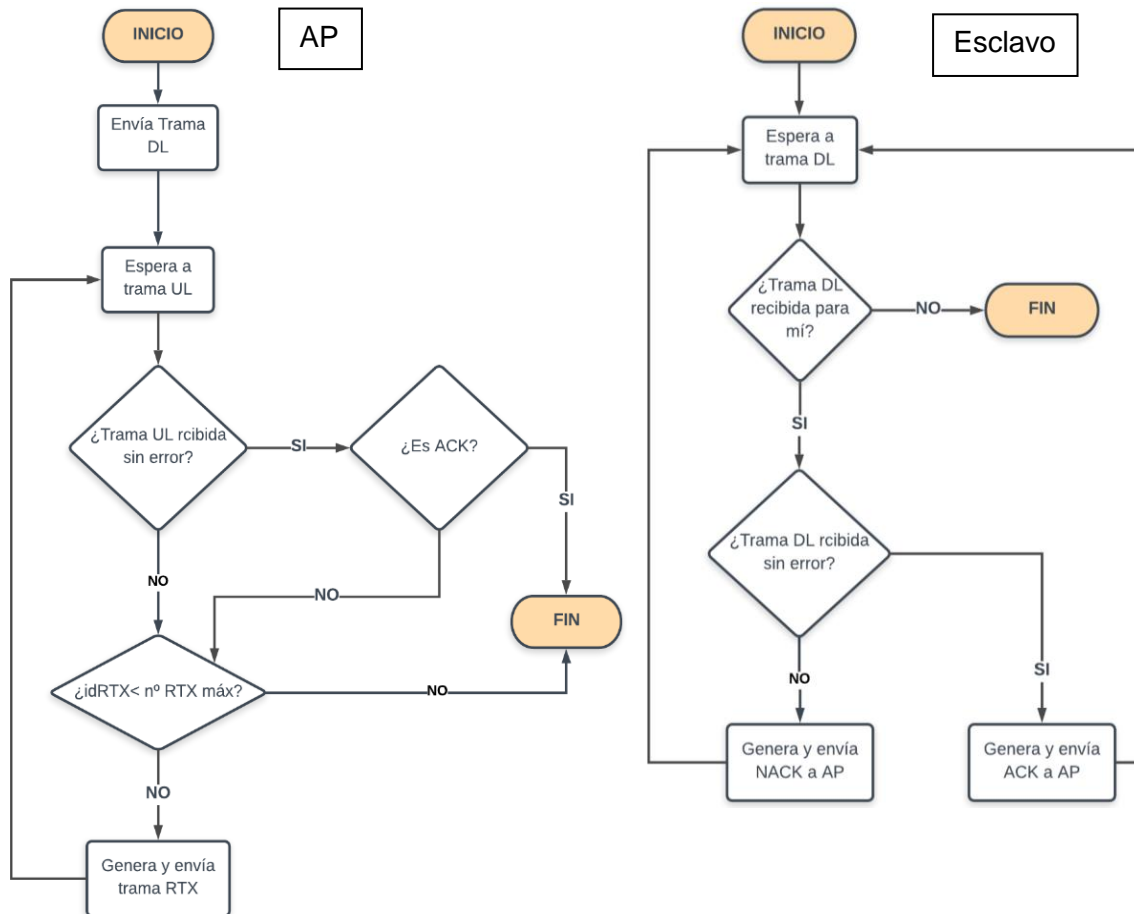 INICIO
AP
Envía Trama
DL
Espera a
trama UL
¿Trama UL rcibida
sin error?
SI
¿Es ACK?
SI
NO
NO
FIN
¿idRTX< nº RTX máx?
NO
NO
Genera y envía
trama RTX
INICIO
Esclavo
Espera a
trama DL
¿Trama DL
recibida para
mí?
NO
FIN
SI
¿Trama DL rcibida
sin error?
NO
SI
Genera y envía
NACK a AP
Genera y envía
ACK a AP